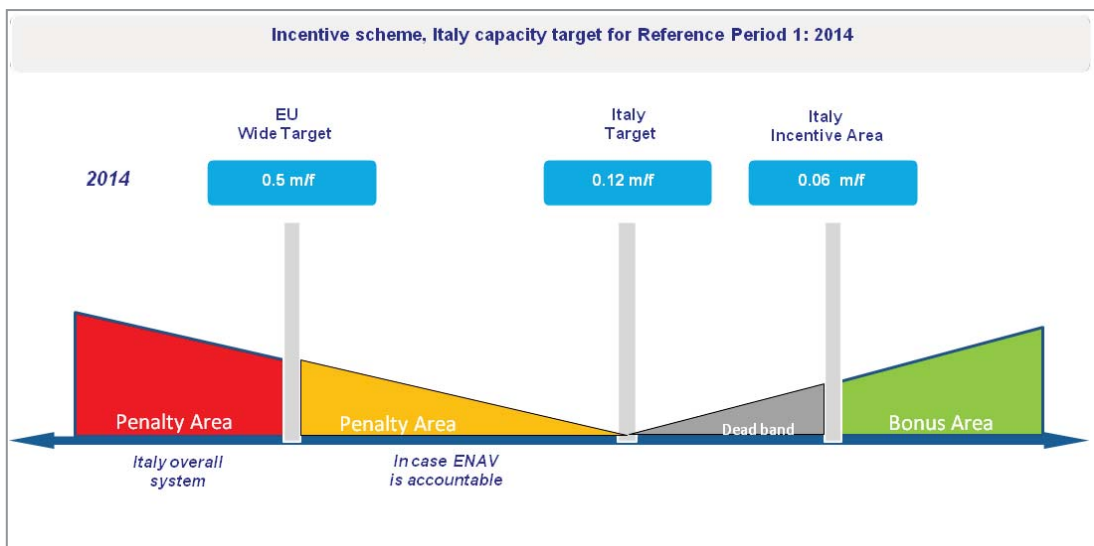 Incentive scheme, Italy capacity target for Reference Period 1: 2014
EU
Wide Target
Italy
Target
Italy
Incentive Area
2014
0.5 m/f
0.12 m/f
0.06 m/f
Penalty Area
Penalty Area
Dead band
Bonus Area
Italy overall
system
In case ENAV
is accountable